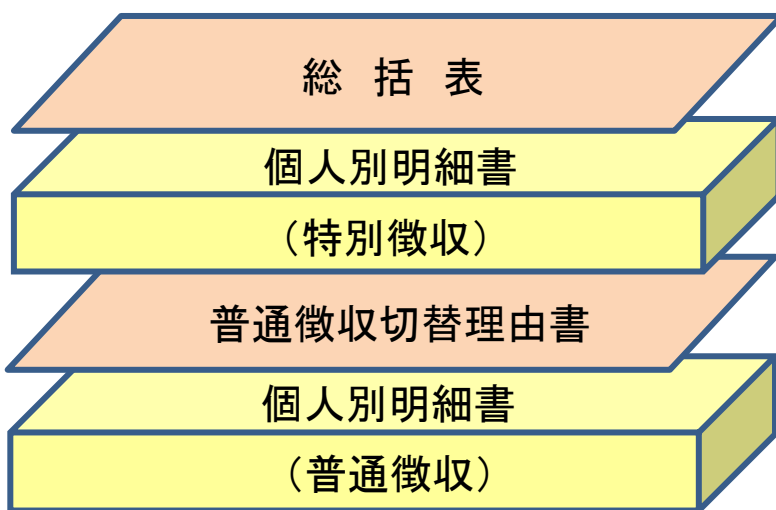 総 括 表
個人別明細書
（特別徴収）
普通徴収切替理由書
個人別明細書
（普通徴収）